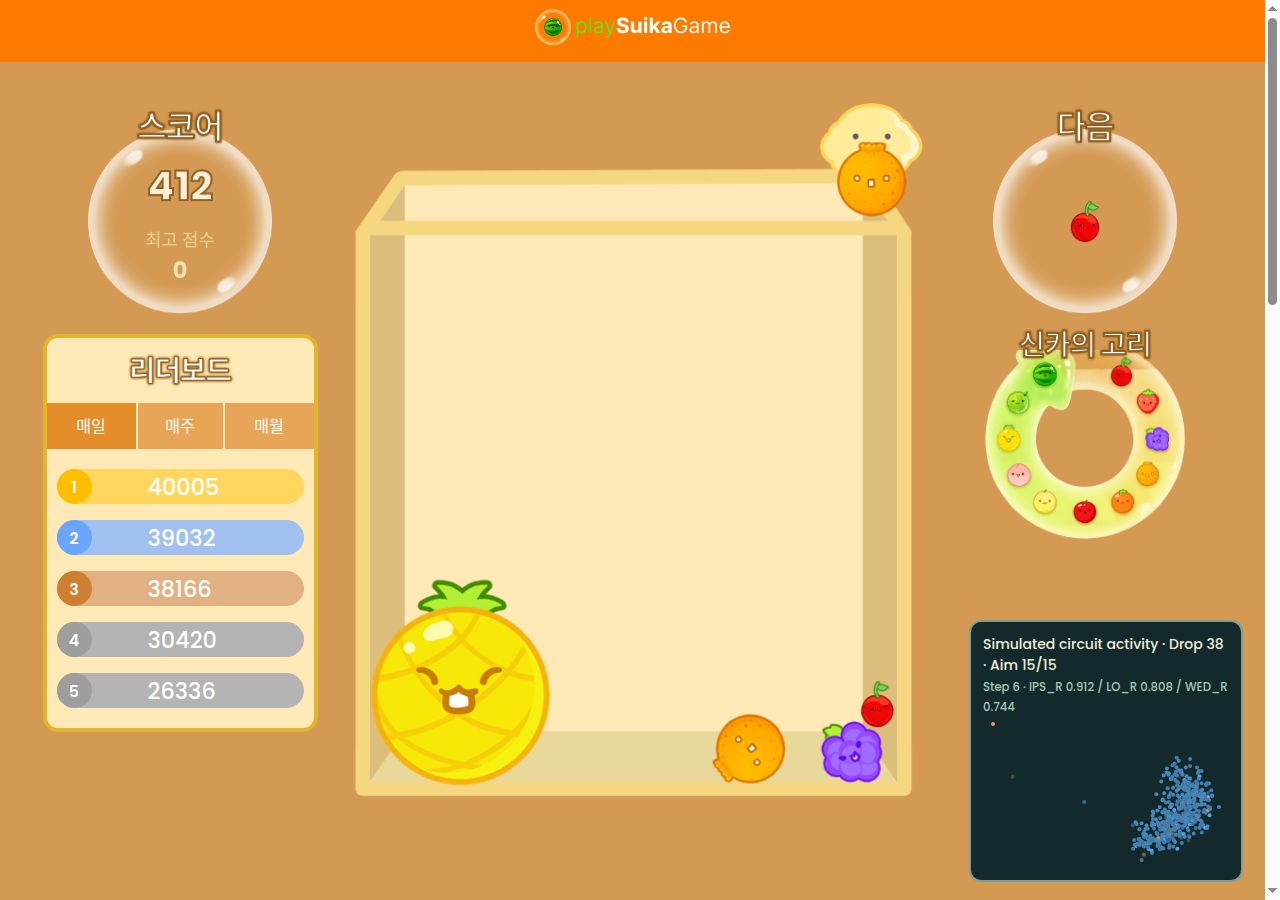 playSuikaGame
스코어
412
최고 점수
0
리더보드
매일
매주
매월
1 40005
2 39032
3 38166
4 30420
5 26336
다음
신카의 고리
Simulated circuit activity · Drop 38
· Aim 15/15
Step 6 · IPS_R 0.912 / LO_R 0.808 / WED_R
0.744